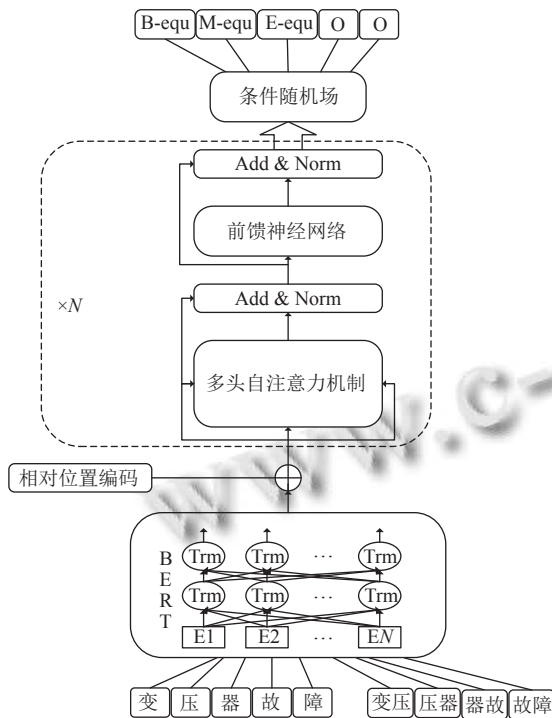 B-equ M-equ E-equ O O
条件随机场
Add & Norm
前馈神经网络
×N
Add & Norm
多头自注意力机制
相对位置编码
BERT
Trm Trm ... Trm
Trm Trm ... Trm
E1 E2 ... EN
变 压 器 故 障 变压 压器 器故 故障
www.c-